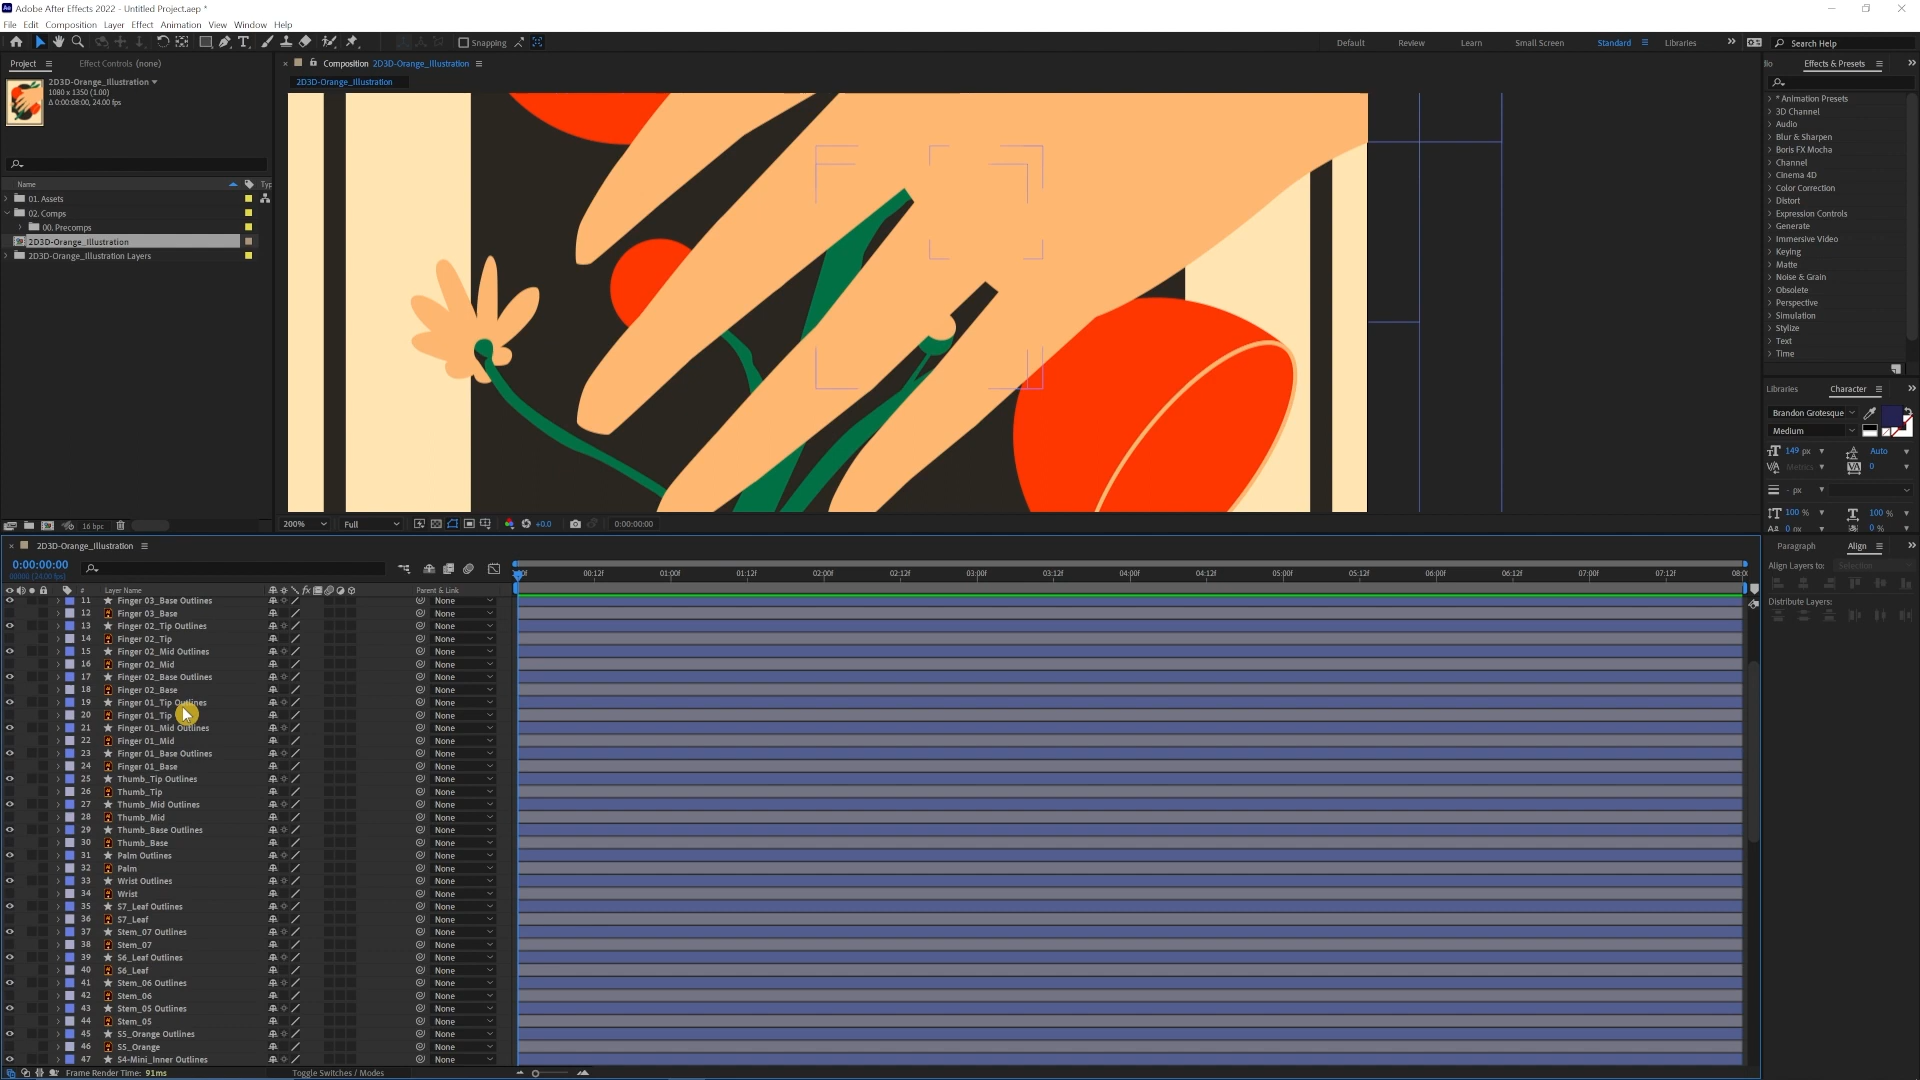 Adobe After Effects 2022 - Untitled Project.aep *
File Edit Composition Layer Effect Animation View Window Help
Snapping
Default Review Learn Small Screen Standard Libraries Search Help
Project Effect Controls (none)
Composition 2D3D-Orange_Illustration
2D3D-Orange_Illustration
2D3D-Orange_Illustration
1080 x 1350 (1.00)
Δ 0:00:08:00, 24.00 fps
Name Typ
01. Assets
02. Comps
00. Precomps
2D3D-Orange_Illustration
2D3D-Orange_Illustration Layers
16 bpc
200% Full +0.0 0:00:00:00
Effects & Presets
* Animation Presets
3D Channel
Audio
Blur & Sharpen
Boris FX Mocha
Channel
Cinema 4D
Color Correction
Distort
Expression Controls
Generate
Immersive Video
Keying
Matte
Noise & Grain
Obsolete
Perspective
Simulation
Stylize
Text
Time
Libraries Character
Brandon Grotesque
Medium
149 px Auto
Metrics 0
- px
100 % 100 %
0 px 0 %
Paragraph Align
Align Layers to: Selection
Distribute Layers:
2D3D-Orange_Illustration
0:00:00:00
00000 (24.00 fps)
# Layer Name Parent & Link
00:12f 01:00f 01:12f 02:00f 02:12f 03:00f 03:12f 04:00f 04:12f 05:00f 05:12f 06:00f 06:12f 07:00f 07:12f
11 Finger 03_Base Outlines None
12 Finger 03_Base None
13 Finger 02_Tip Outlines None
14 Finger 02_Tip None
15 Finger 02_Mid Outlines None
16 Finger 02_Mid None
17 Finger 02_Base Outlines None
18 Finger 02_Base None
19 Finger 01_Tip Outlines None
20 Finger 01_Tip None
21 Finger 01_Mid Outlines None
22 Finger 01_Mid None
23 Finger 01_Base Outlines None
24 Finger 01_Base None
25 Thumb_Tip Outlines None
26 Thumb_Tip None
27 Thumb_Mid Outlines None
28 Thumb_Mid None
29 Thumb_Base Outlines None
30 Thumb_Base None
31 Palm Outlines None
32 Palm None
33 Wrist Outlines None
34 Wrist None
35 S7_Leaf Outlines None
36 S7_Leaf None
37 Stem_07 Outlines None
38 Stem_07 None
39 S6_Leaf Outlines None
40 S6_Leaf None
41 Stem_06 Outlines None
42 Stem_06 None
43 Stem_05 Outlines None
44 Stem_05 None
45 S5_Orange Outlines None
46 S5_Orange None
47 S4-Mini_Inner Outlines None
Frame Render Time: 91ms Toggle Switches / Modes